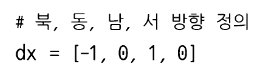 # 북, 동, 남, 서 방향 정의
dx = [-1, 0, 1, 0]